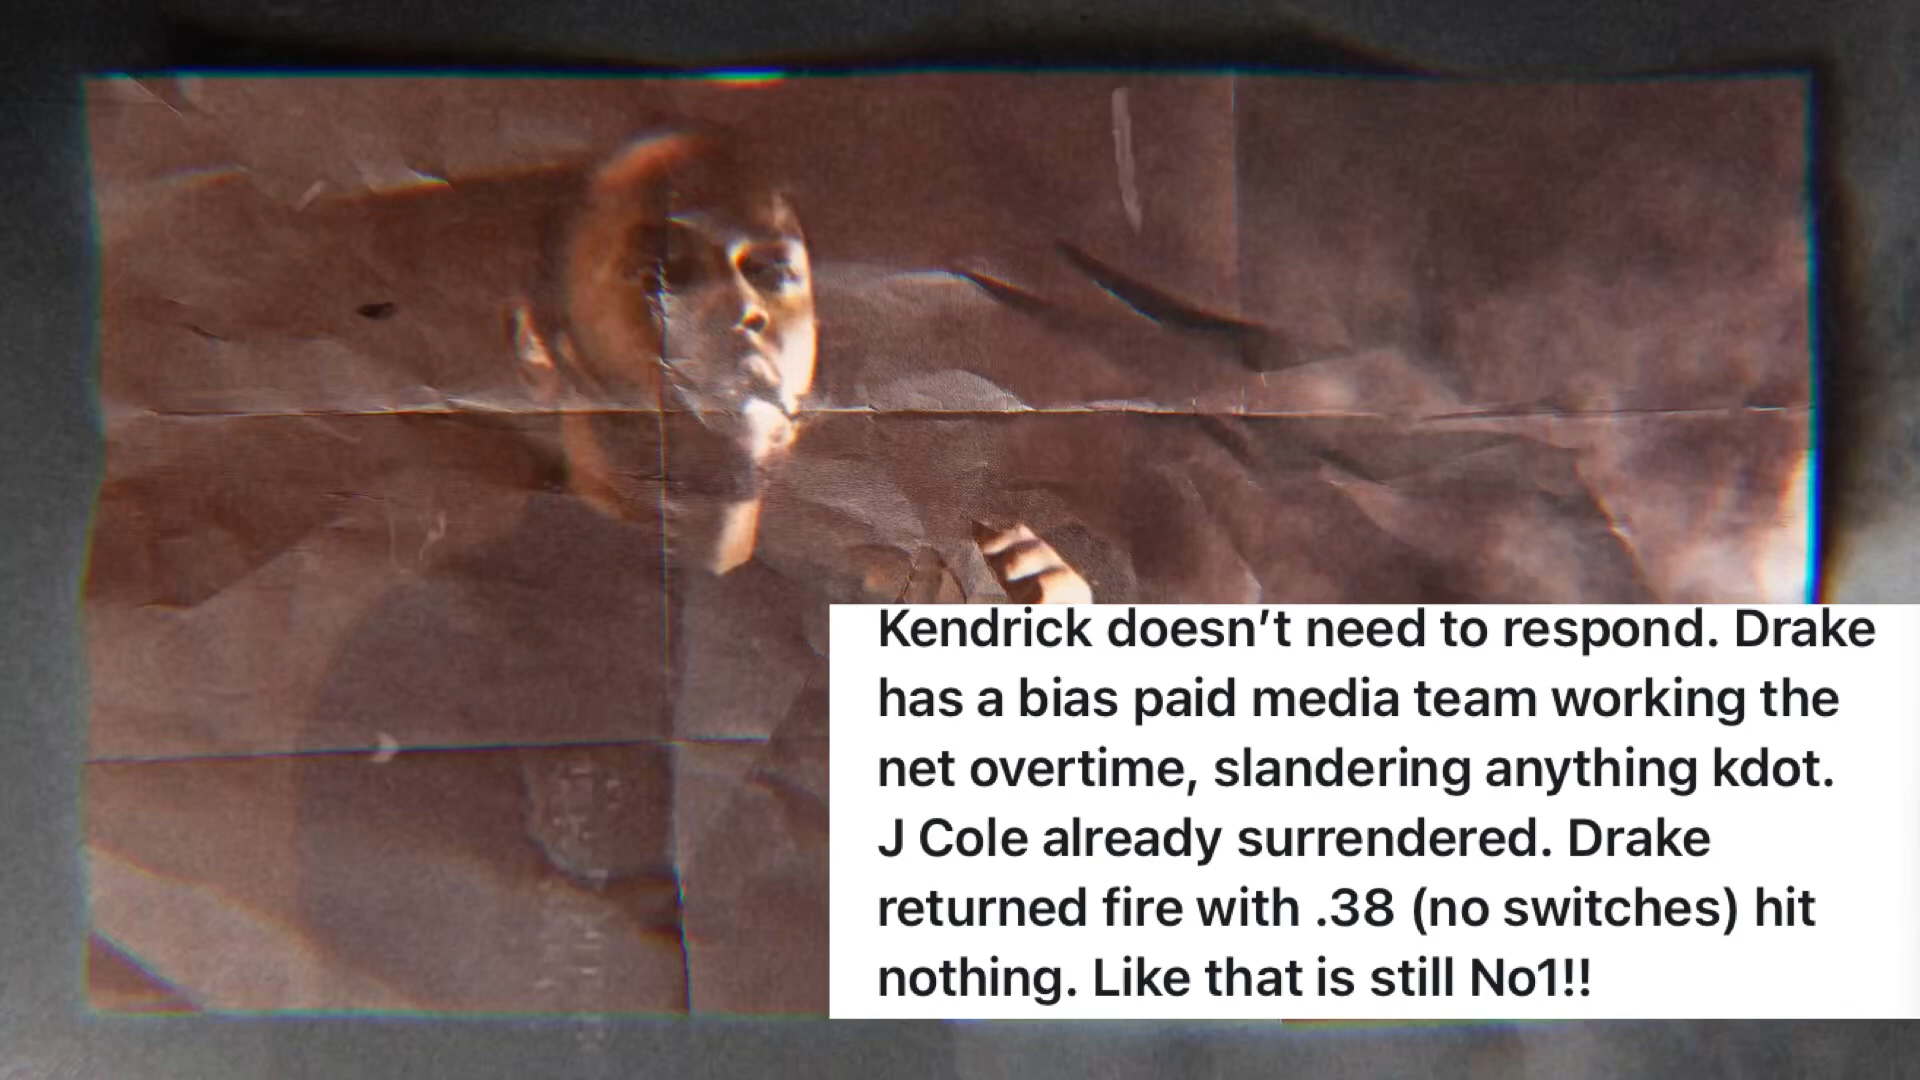 Kendrick doesn’t need to respond. Drake
has a bias paid media team working the
net overtime, slandering anything kdot.
J Cole already surrendered. Drake
returned fire with .38 (no switches) hit
nothing. Like that is still No1!!